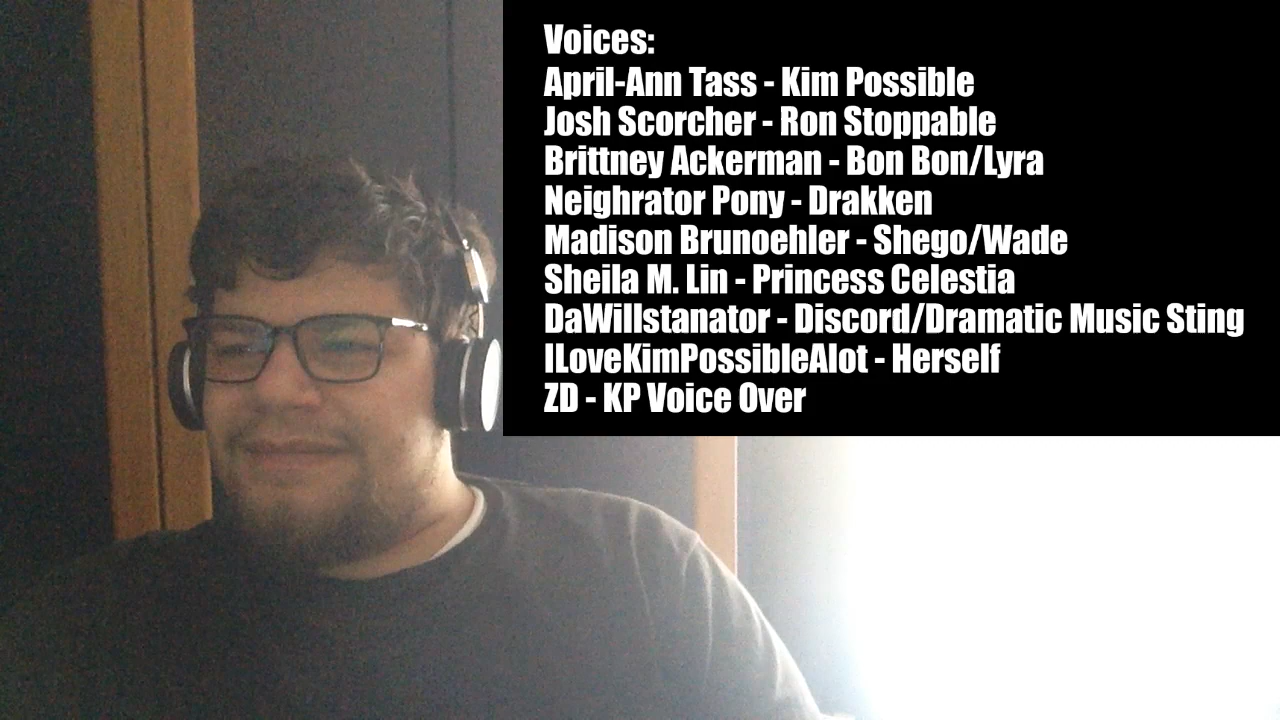 Voices:
April-Ann Tass - Kim Possible
Josh Scorcher - Ron Stoppable
Brittney Ackerman - Bon Bon/Lyra
Neighrator Pony - Drakken
Madison Brunoehler - Shego/Wade
Sheila M. Lin - Princess Celestia
DaWillstanator - Discord/Dramatic Music Sting
ILoveKimPossibleAlot - Herself
ZD - KP Voice Over